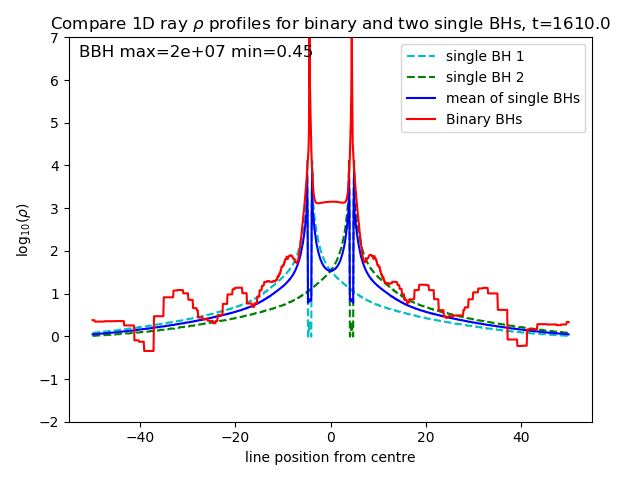 Compare 1D ray ρ profiles for binary and two single BHs, t=1610.0
BBH max=2e+07 min=0.45
single BH 1
single BH 2
mean of single BHs
Binary BHs
7
6
5
4
3
2
1
0
−1
−2
log₁₀(ρ)
−40 −20 0 20 40
line position from centre